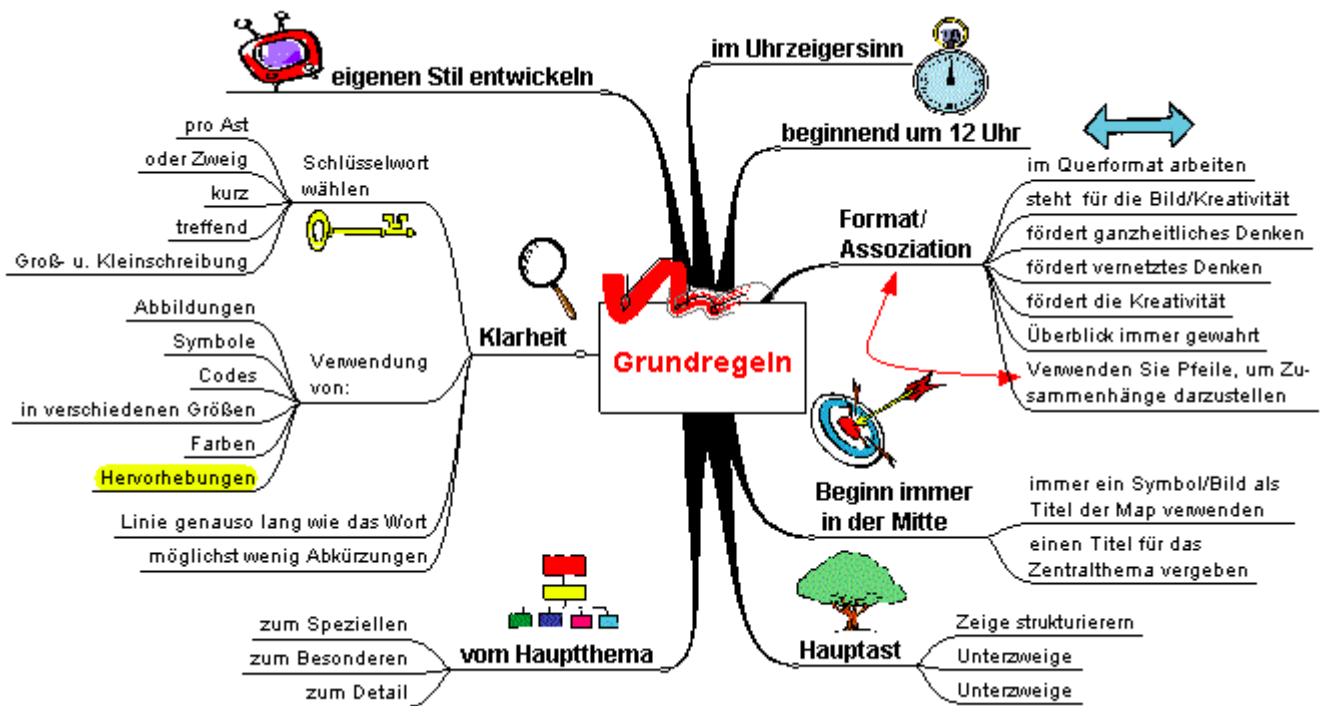 Grundregeln
im Uhrzeigersinn
beginnend um 12 Uhr
Format/
Assoziation
im Querformat arbeiten
steht für die Bild/Kreativität
fördert ganzheitliches Denken
fördert vernetztes Denken
fördert die Kreativität
Überblick immer gewahrt
Verwenden Sie Pfeile, um Zu-
sammenhänge darzustellen
Beginn immer
in der Mitte
immer ein Symbol/Bild als
Titel der Map verwenden
einen Titel für das
Zentralthema vergeben
Hauptast
Zeige strukturierern
Unterzweige
Unterzweige
vom Hauptthema
zum Speziellen
zum Besonderen
zum Detail
Klarheit
Schlüsselwort
wählen
pro Ast
oder Zweig
kurz
treffend
Groß- u. Kleinschreibung
Verwendung
von:
Abbildungen
Symbole
Codes
in verschiedenen Größen
Farben
Hervorhebungen
Linie genauso lang wie das Wort
möglichst wenig Abkürzungen
eigenen Stil entwickeln